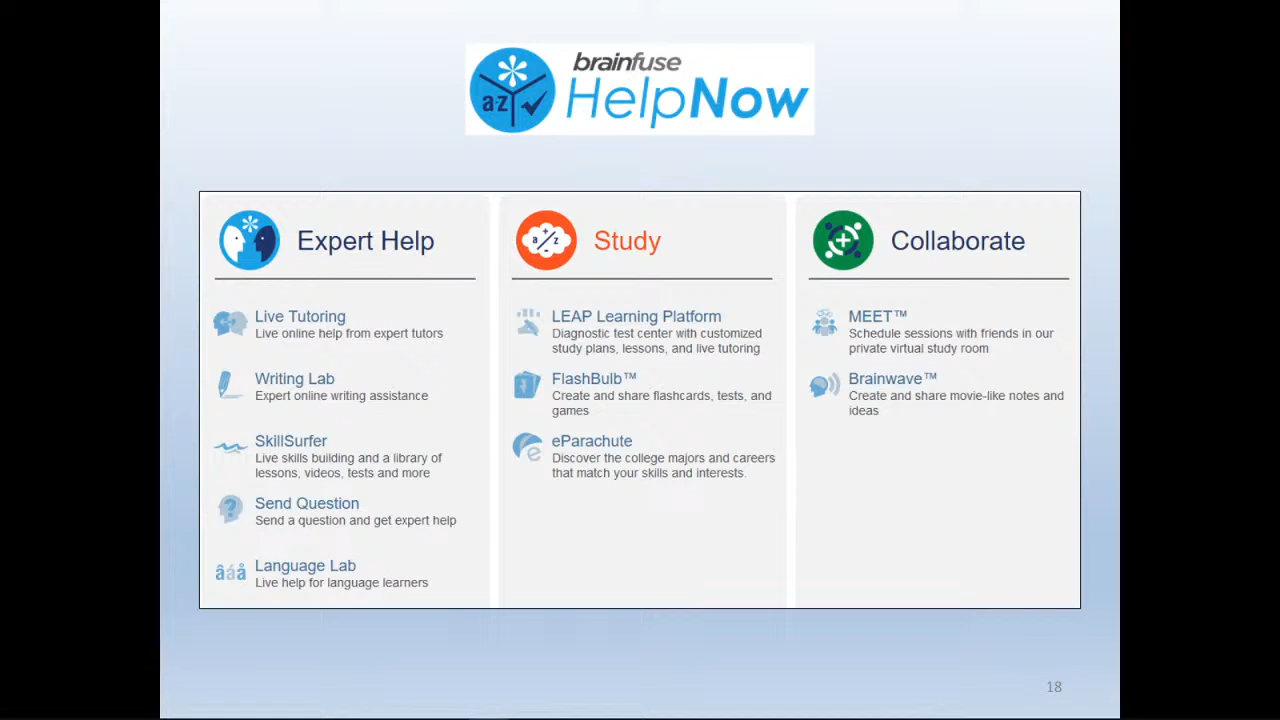 brainfuse
HelpNow
a-z
Expert Help
Live Tutoring
Live online help from expert tutors
Writing Lab
Expert online writing assistance
SkillSurfer
Live skills building and a library of
lessons, videos, tests and more
Send Question
Send a question and get expert help
âáå
Language Lab
Live help for language learners
a + z -
Study
LEAP Learning Platform
Diagnostic test center with customized
study plans, lessons, and live tutoring
FlashBulb™
Create and share flashcards, tests, and
games
eParachute
Discover the college majors and careers
that match your skills and interests.
Collaborate
MEET™
Schedule sessions with friends in our
private virtual study room
Brainwave™
Create and share movie-like notes and
ideas
18